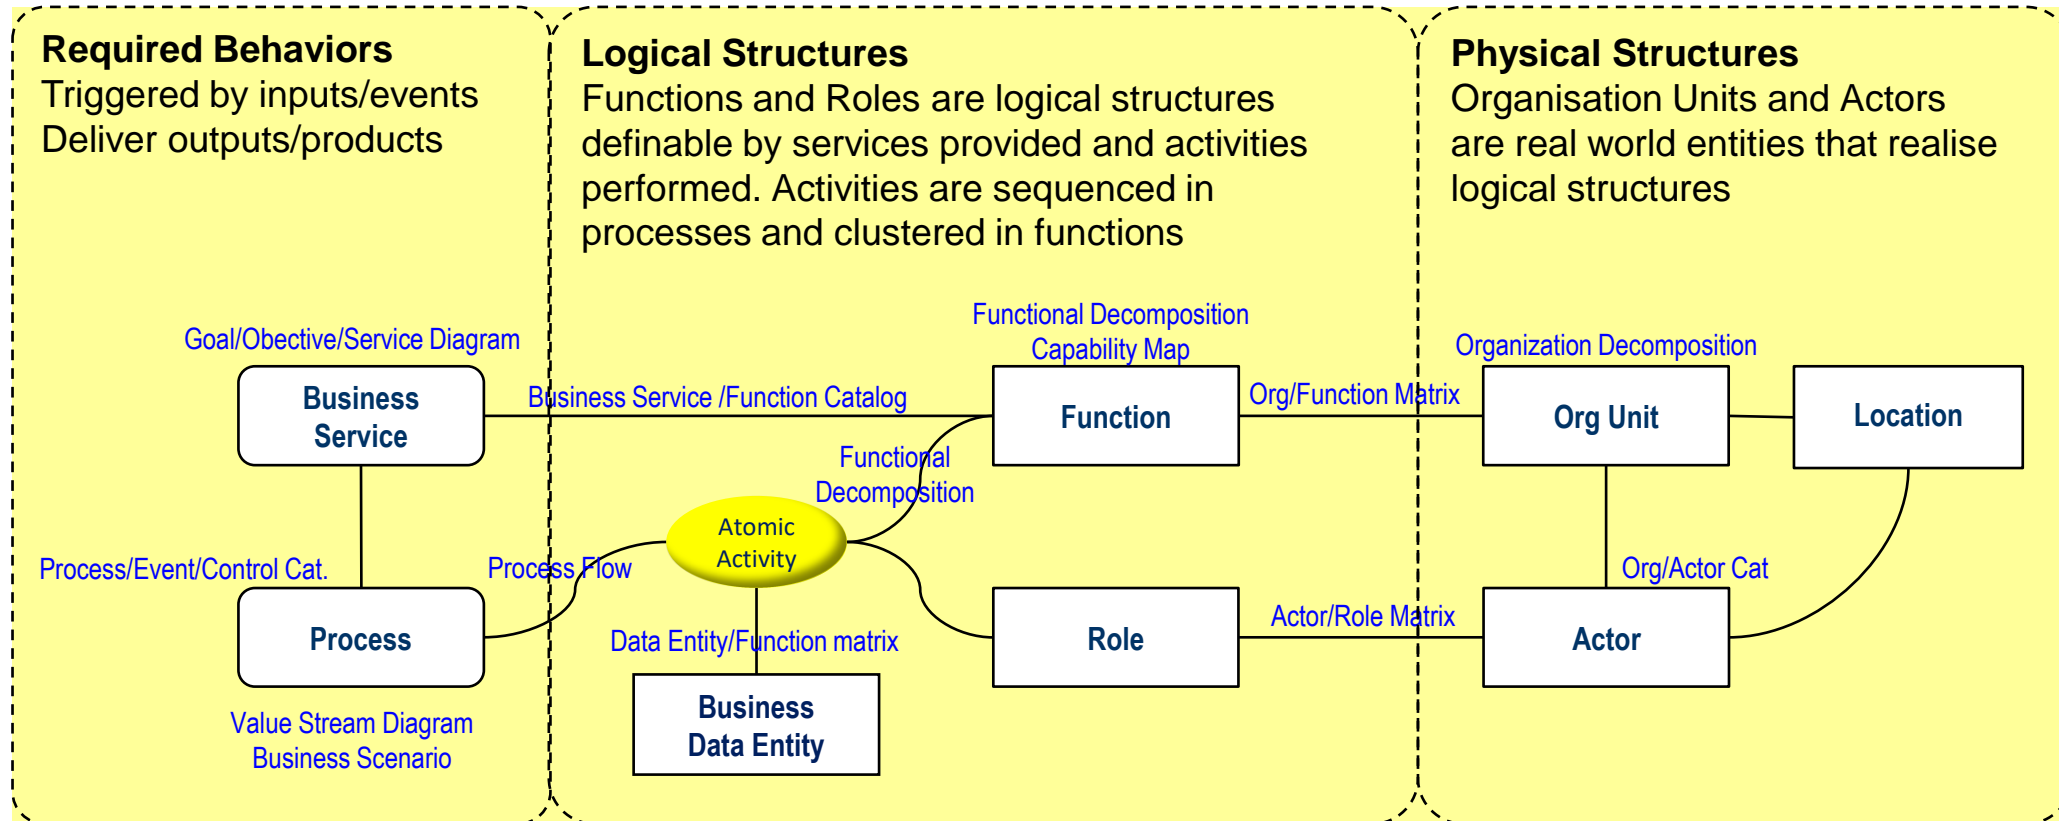 Required Behaviors
Triggered by inputs/events
Deliver outputs/products
Logical Structures
Functions and Roles are logical structures
definable by services provided and activities
performed. Activities are sequenced in
processes and clustered in functions
Physical Structures
Organisation Units and Actors
are real world entities that realise
logical structures
Goal/Obective/Service Diagram
Business
Service
Business Service /Function Catalog
Functional Decomposition
Capability Map
Function
Org/Function Matrix
Organization Decomposition
Org Unit
Location
Functional
Decomposition
Atomic
Activity
Process/Event/Control Cat.
Process Flow
Org/Actor Cat
Process
Data Entity/Function matrix
Role
Actor/Role Matrix
Actor
Value Stream Diagram
Business Scenario
Business
Data Entity